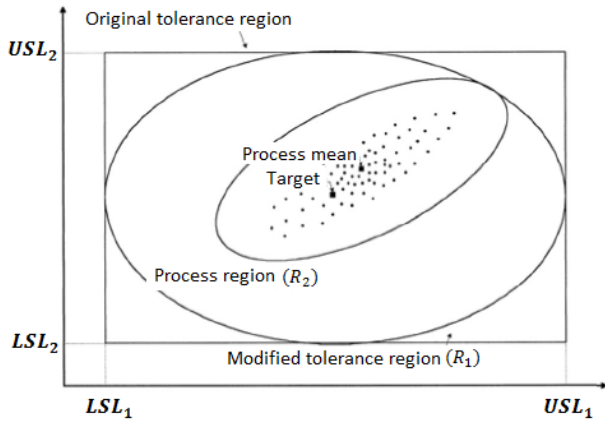 Original tolerance region
USL₂
Process mean
Target
Process region (R₂)
LSL₂
Modified tolerance region (R₁)
LSL₁
USL₁